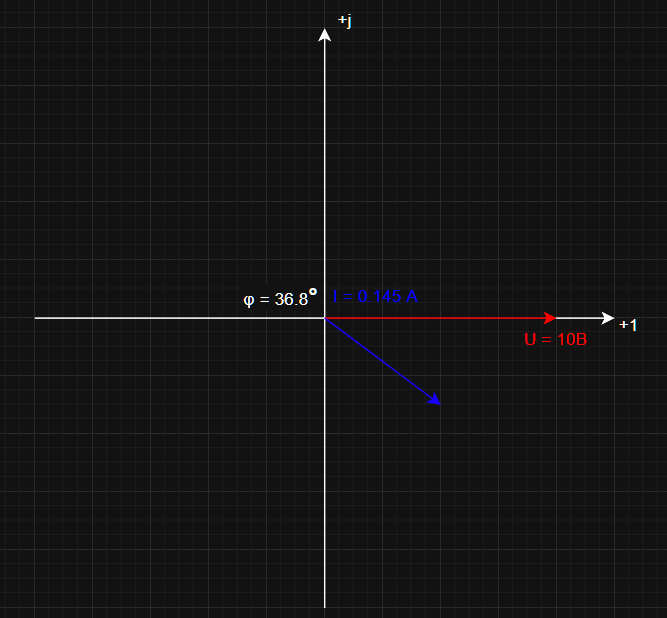 +j
φ = 36.8°
I = 0.145 A
+1
U = 10В